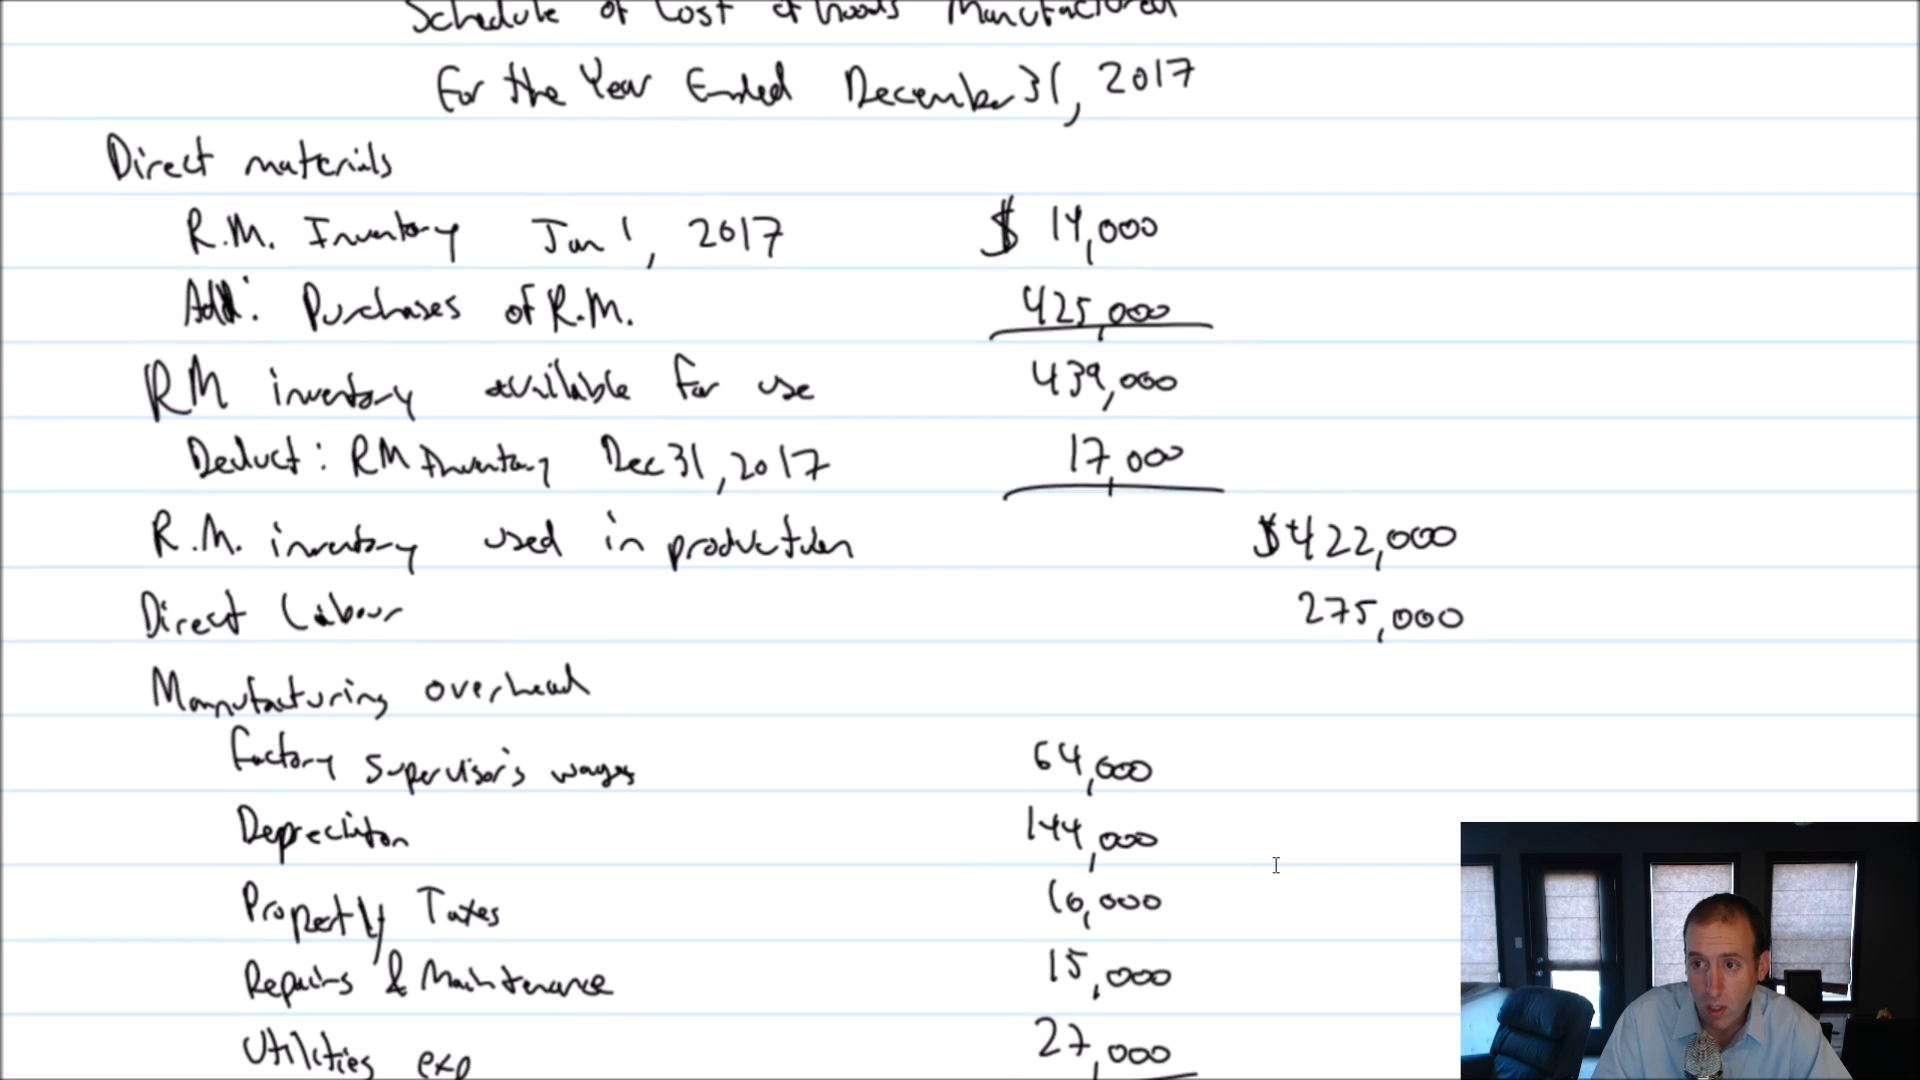 Schedule of Cost of Goods Manufactured
For the Year Ended December 31, 2017
Direct materials
R.M. Inventory Jan 1, 2017 $ 14,000
Add: Purchases of R.M. 425,000
RM inventory available for use 439,000
Deduct: RM Inventory Dec 31, 2017 17,000
R.M. inventory used in production $422,000
Direct Labour 275,000
Manufacturing overhead
Factory supervisor's wages 64,000
Depreciation 144,000
Property Taxes 16,000
Repairs & Maintenance 15,000
Utilities exp 27,000